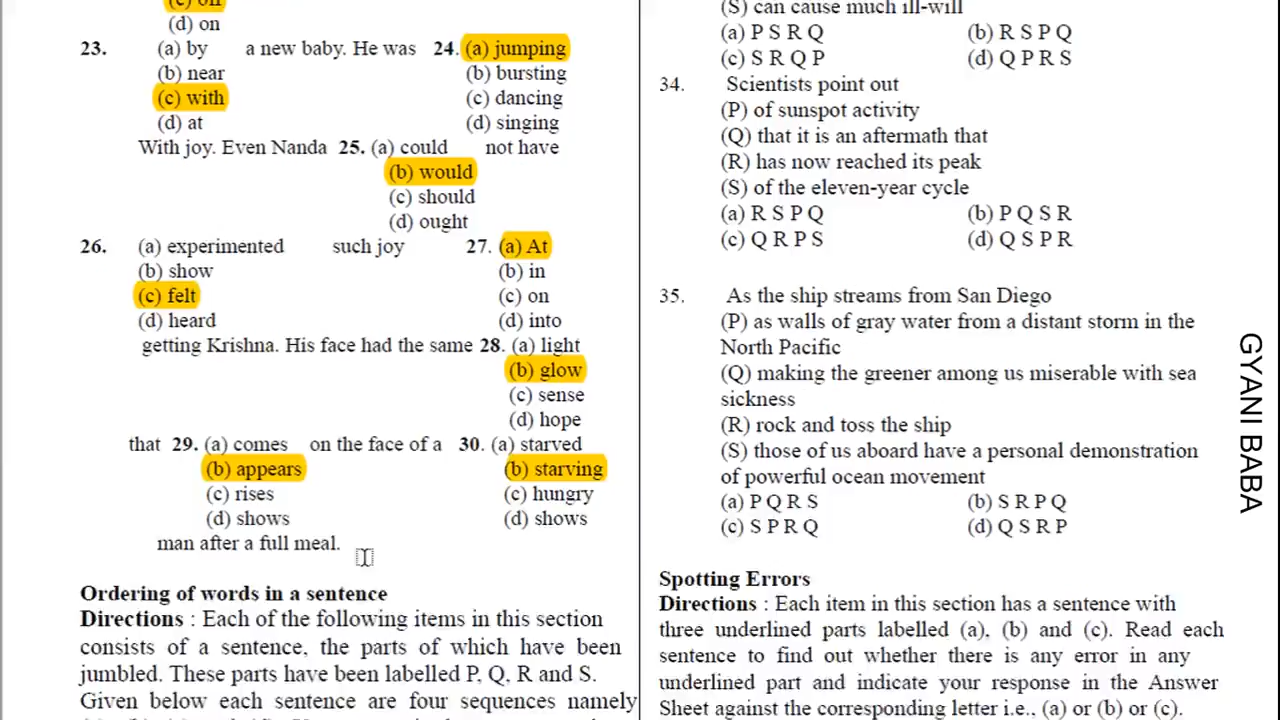 (c) off
(d) on
23. (a) by a new baby. He was 24. (a) jumping
(b) near (b) bursting
(c) with (c) dancing
(d) at (d) singing
With joy. Even Nanda 25. (a) could not have
(b) would
(c) should
(d) ought
26. (a) experimented such joy 27. (a) At
(b) show (b) in
(c) felt (c) on
(d) heard (d) into
getting Krishna. His face had the same 28. (a) light
(b) glow
(c) sense
(d) hope
that 29. (a) comes on the face of a 30. (a) starved
(b) appears (b) starving
(c) rises (c) hungry
(d) shows (d) shows
man after a full meal.
Ordering of words in a sentence
Directions : Each of the following items in this section
consists of a sentence, the parts of which have been
jumbled. These parts have been labelled P, Q, R and S.
Given below each sentence are four sequences namely
(S) can cause much ill-will
(a) P S R Q (b) R S P Q
(c) S R Q P (d) Q P R S
34. Scientists point out
(P) of sunspot activity
(Q) that it is an aftermath that
(R) has now reached its peak
(S) of the eleven-year cycle
(a) R S P Q (b) P Q S R
(c) Q R P S (d) Q S P R
35. As the ship streams from San Diego
(P) as walls of gray water from a distant storm in the
North Pacific
(Q) making the greener among us miserable with sea
sickness
(R) rock and toss the ship
(S) those of us aboard have a personal demonstration
of powerful ocean movement
(a) P Q R S (b) S R P Q
(c) S P R Q (d) Q S R P
Spotting Errors
Directions : Each item in this section has a sentence with
three underlined parts labelled (a), (b) and (c). Read each
sentence to find out whether there is any error in any
underlined part and indicate your response in the Answer
Sheet against the corresponding letter i.e., (a) or (b) or (c).
GYANI BABA